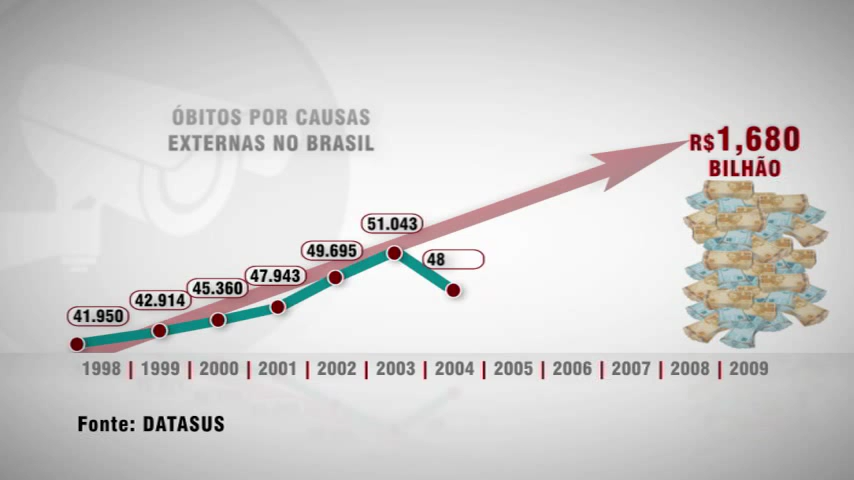 ÓBITOS POR CAUSAS
EXTERNAS NO BRASIL
R$1,680
BILHÃO
51.043
49.695
48
47.943
45.360
42.914
41.950
1998 | 1999 | 2000 | 2001 | 2002 | 2003 | 2004 | 2005 | 2006 | 2007 | 2008 | 2009
Fonte: DATASUS